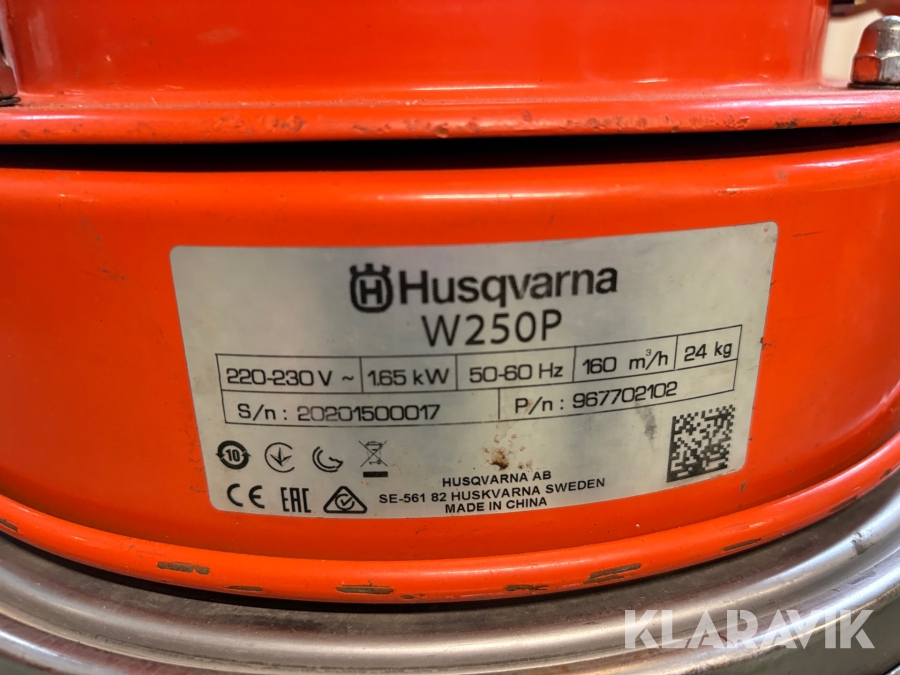 Husqvarna
W250P
220-230 V ~ 1.65 kW 50-60 Hz 160 m³/h 24 kg
S/n : 20201500017 P/n : 967702102
10
CE EAC
HUSQVARNA AB
SE-561 82 HUSKVARNA SWEDEN
MADE IN CHINA
KLARAVIK